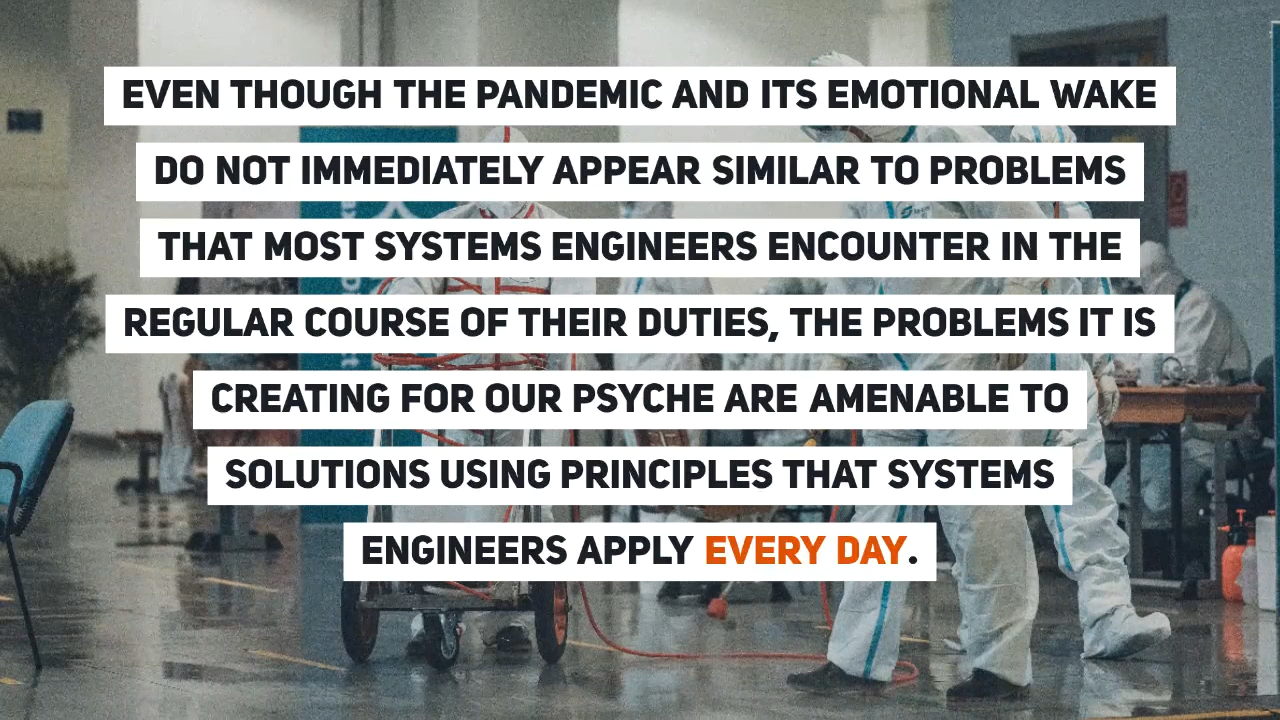 EVEN THOUGH THE PANDEMIC AND ITS EMOTIONAL WAKE
DO NOT IMMEDIATELY APPEAR SIMILAR TO PROBLEMS
THAT MOST SYSTEMS ENGINEERS ENCOUNTER IN THE
REGULAR COURSE OF THEIR DUTIES, THE PROBLEMS IT IS
CREATING FOR OUR PSYCHE ARE AMENABLE TO
SOLUTIONS USING PRINCIPLES THAT SYSTEMS
ENGINEERS APPLY EVERY DAY.